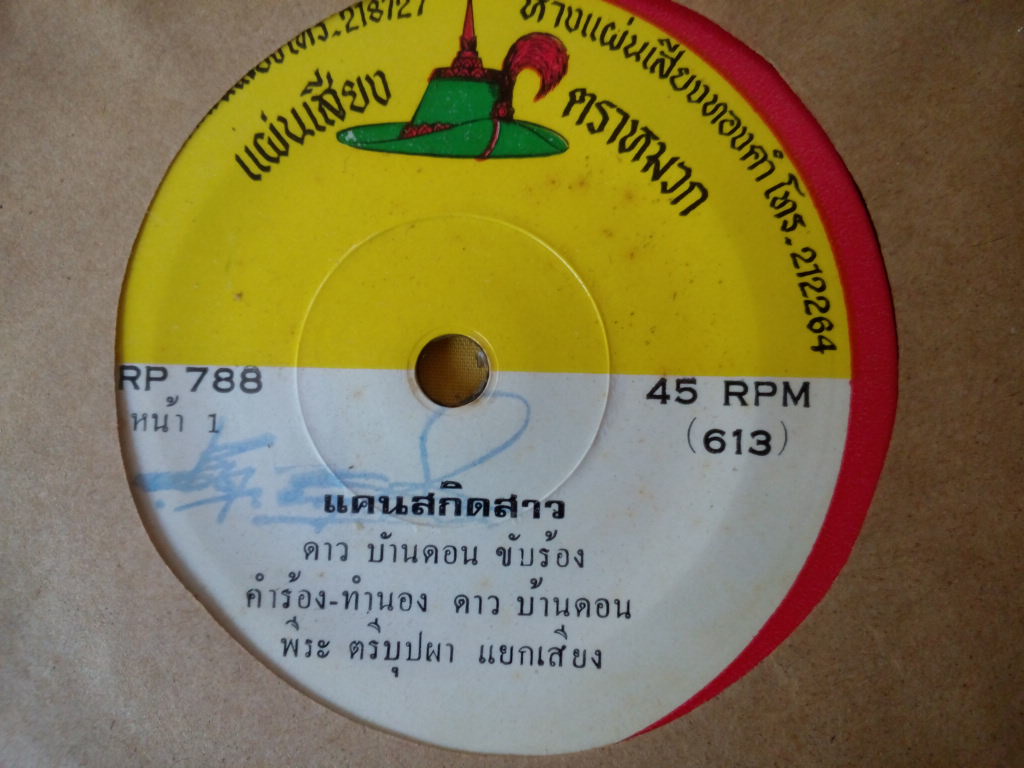 โทร. 218727
ห้างแผ่นเสียงทองคำ โทร. 212264
แผ่นเสียง
ตราหมวก
RP 788
หน้า 1
45 RPM
(613)
แคนสกิดสาว
ดาว บ้านดอน ขับร้อง
คำร้อง-ทำนอง ดาว บ้านดอน
พีระ ตรีบุปผา แยกเสียง